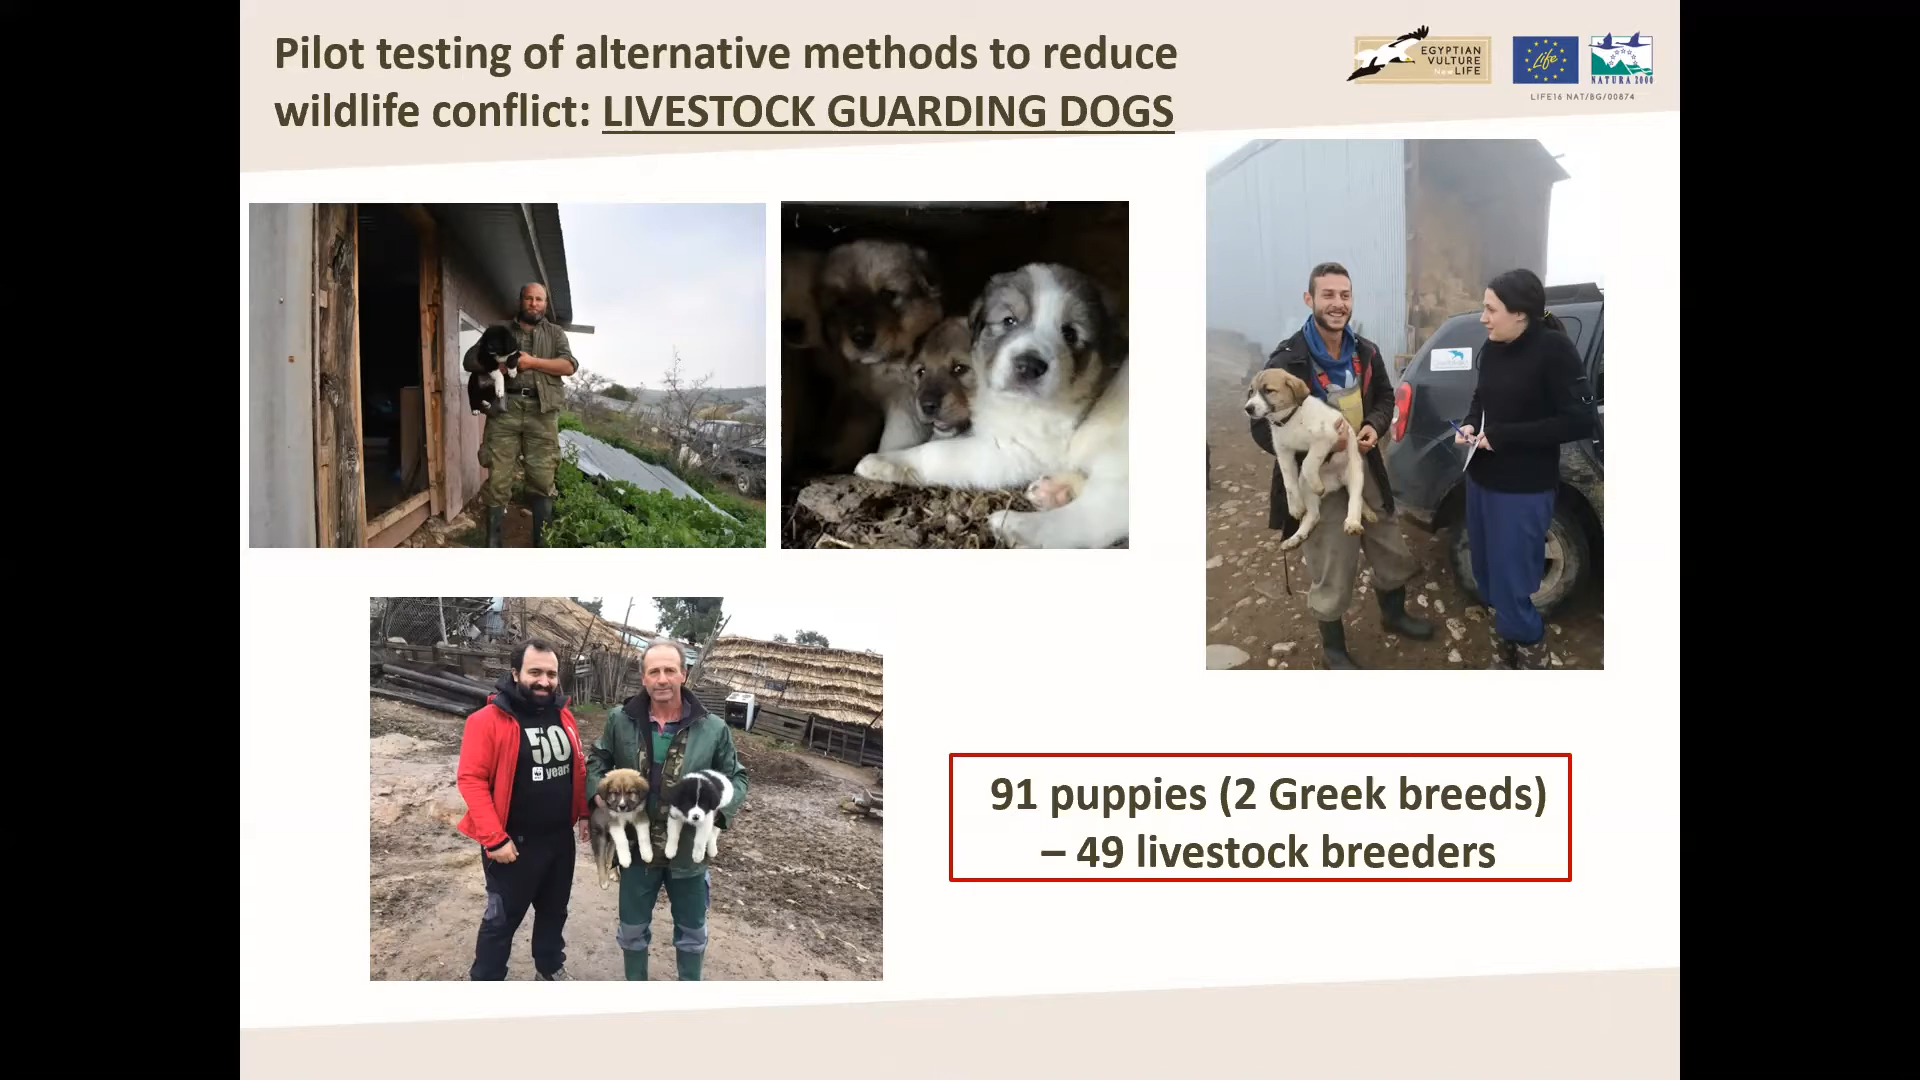 Pilot testing of alternative methods to reduce
wildlife conflict: LIVESTOCK GUARDING DOGS
EGYPTIAN
VULTURE
New LIFE
Life
NATURA 2000
LIFE16 NAT/BG/00874
50
years
91 puppies (2 Greek breeds)
– 49 livestock breeders